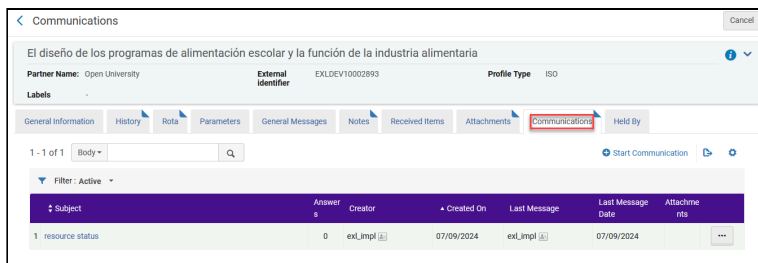 Communications
Cancel
El diseño de los programas de alimentación escolar y la función de la industria alimentaria
Partner Name: Open University External identifier EXLDEV10002893 Profile Type ISO
Labels -
General Information History Rota Parameters General Messages Notes Received Items Attachments Communications Held By
1 - 1 of 1 Body Start Communication
Filter : Active
Subject Answers Creator Created On Last Message Last Message Date Attachments
1 resource status 0 exl_impl 07/09/2024 exl_impl 07/09/2024